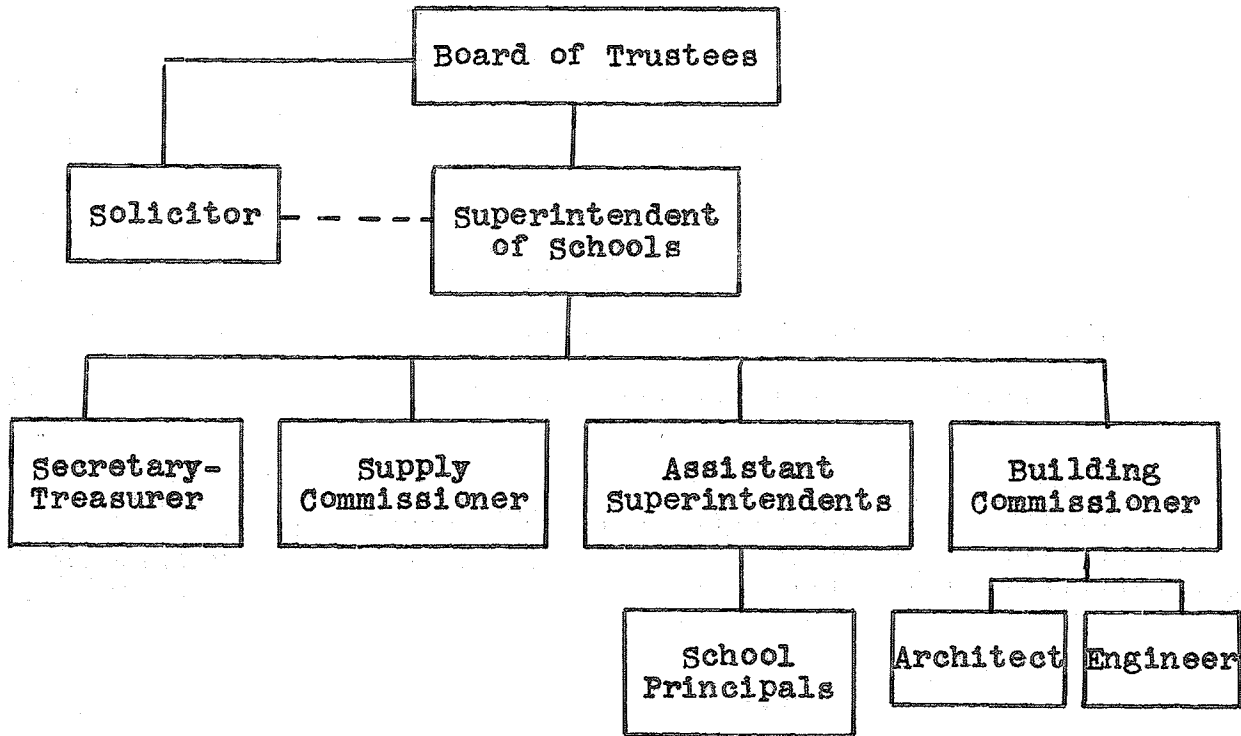 Board of Trustees
Solicitor
Superintendent
of Schools
Secretary-
Treasurer
Supply
Commissioner
Assistant
Superintendents
Building
Commissioner
School
Principals
Architect
Engineer